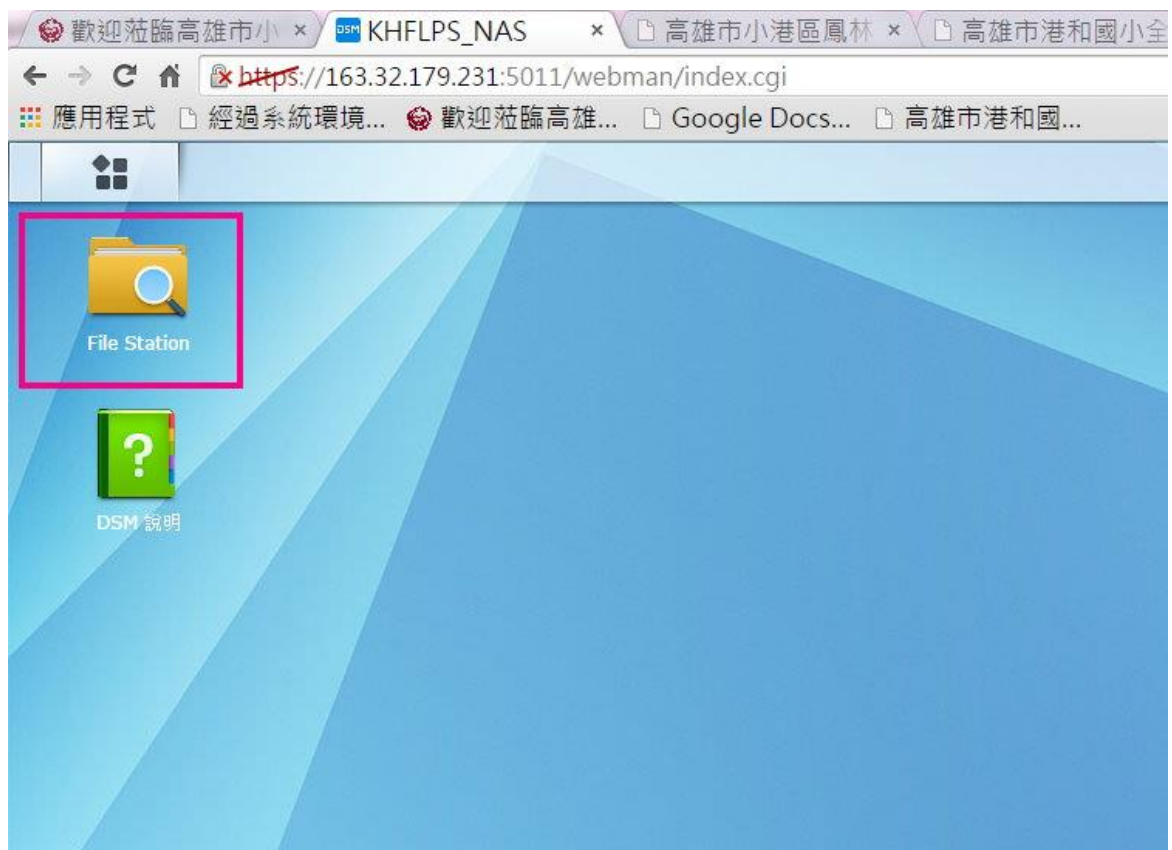 歡迎蒞臨高雄市小 × DSM KHFLPS_NAS × 高雄市小港區鳳林 × 高雄市港和國小全
https://163.32.179.231:5011/webman/index.cgi
應用程式 經過系統環境... 歡迎蒞臨高雄... Google Docs... 高雄市港和國...
File Station
?
DSM 說明